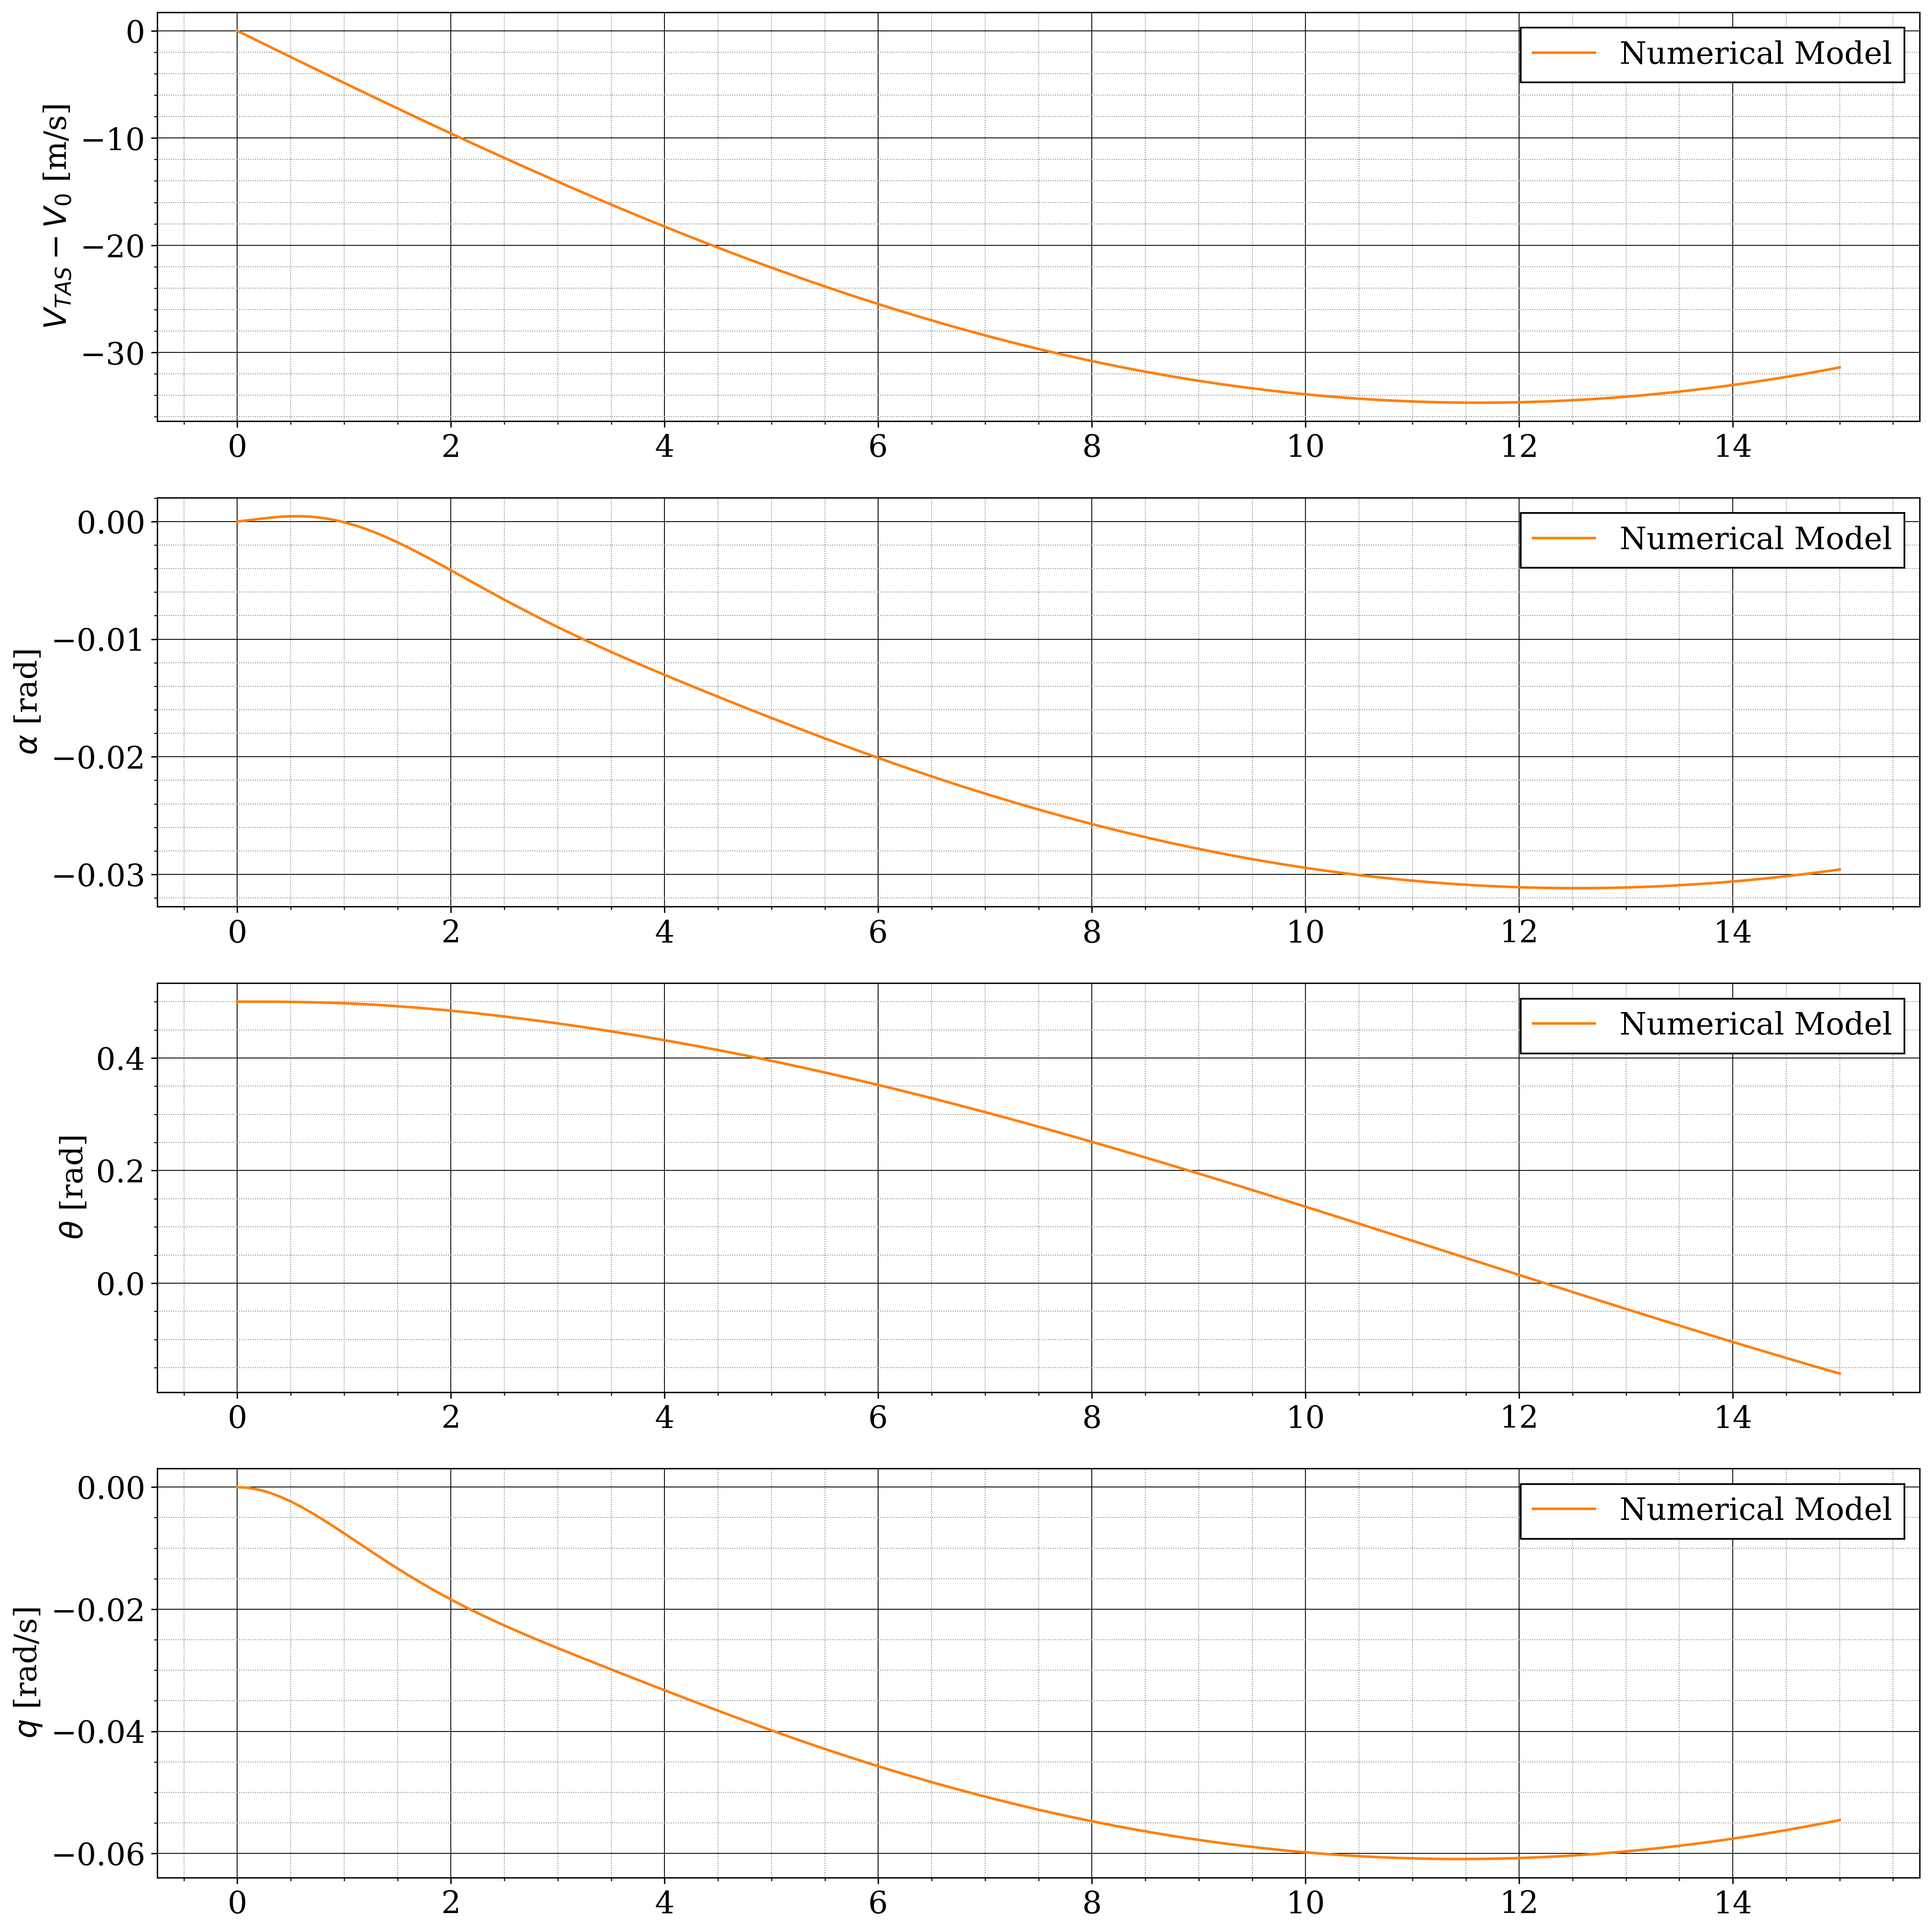 V_TAS − V_0 [m/s]
0
−10
−20
−30
Numerical Model
0 2 4 6 8 10 12 14
α [rad]
0.00
−0.01
−0.02
−0.03
Numerical Model
0 2 4 6 8 10 12 14
θ [rad]
0.4
0.2
0.0
Numerical Model
0 2 4 6 8 10 12 14
q [rad/s]
0.00
−0.02
−0.04
−0.06
Numerical Model
0 2 4 6 8 10 12 14